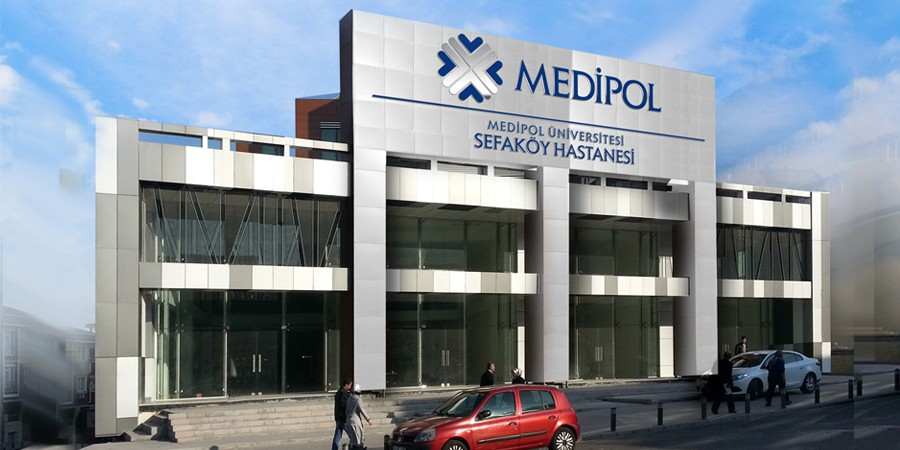 MEDİPOL
MEDİPOL ÜNİVERSİTESİ
SEFAKÖY HASTANESİ